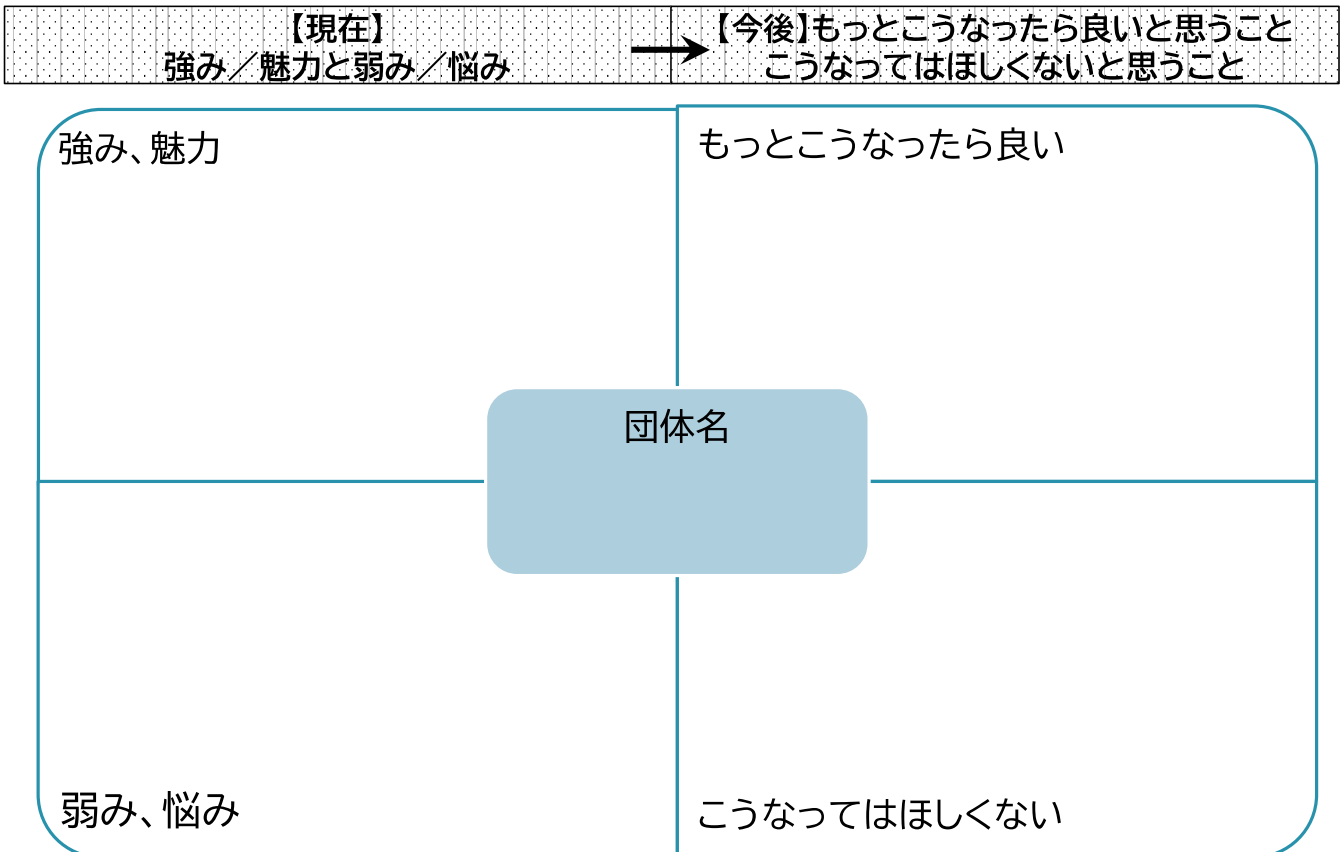 【現在】
強み／魅力と弱み／悩み
【今後】もっとこうなったら良いと思うこと
こうなってはほしくないと思うこと
強み、魅力
もっとこうなったら良い
団体名
弱み、悩み
こうなってはほしくない